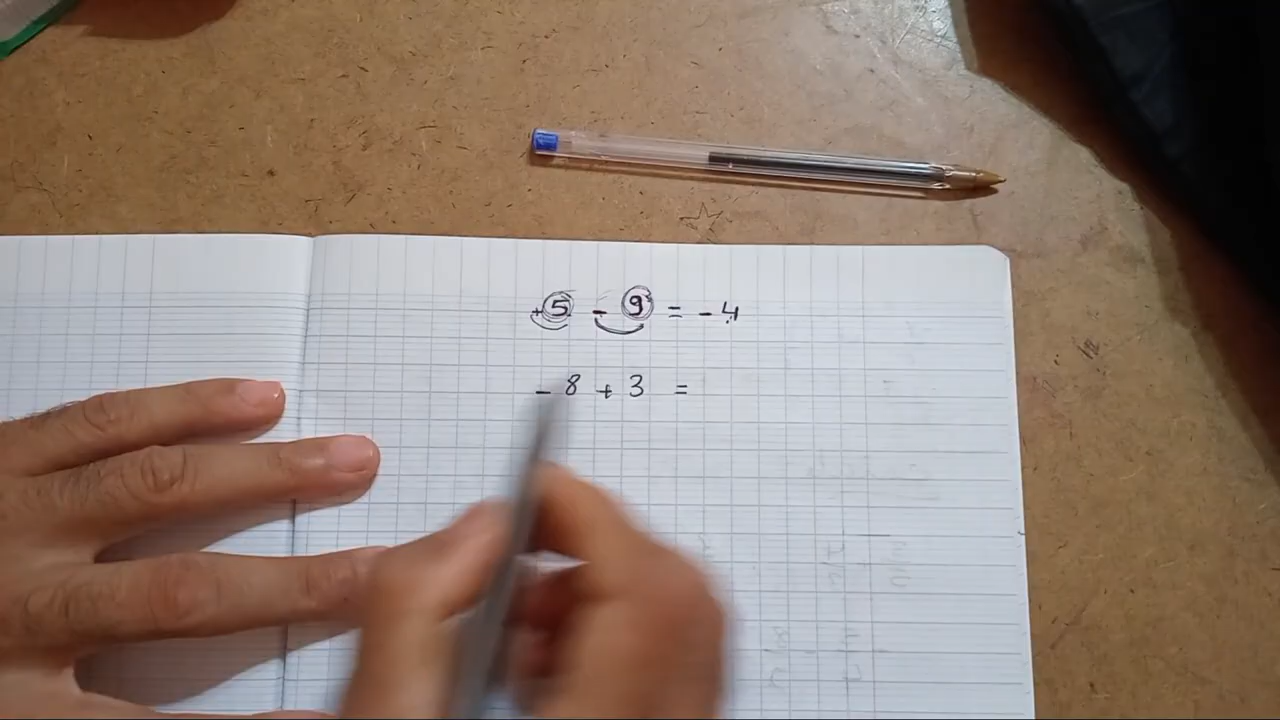 +5 - 9 = - 4
- 8 + 3 =